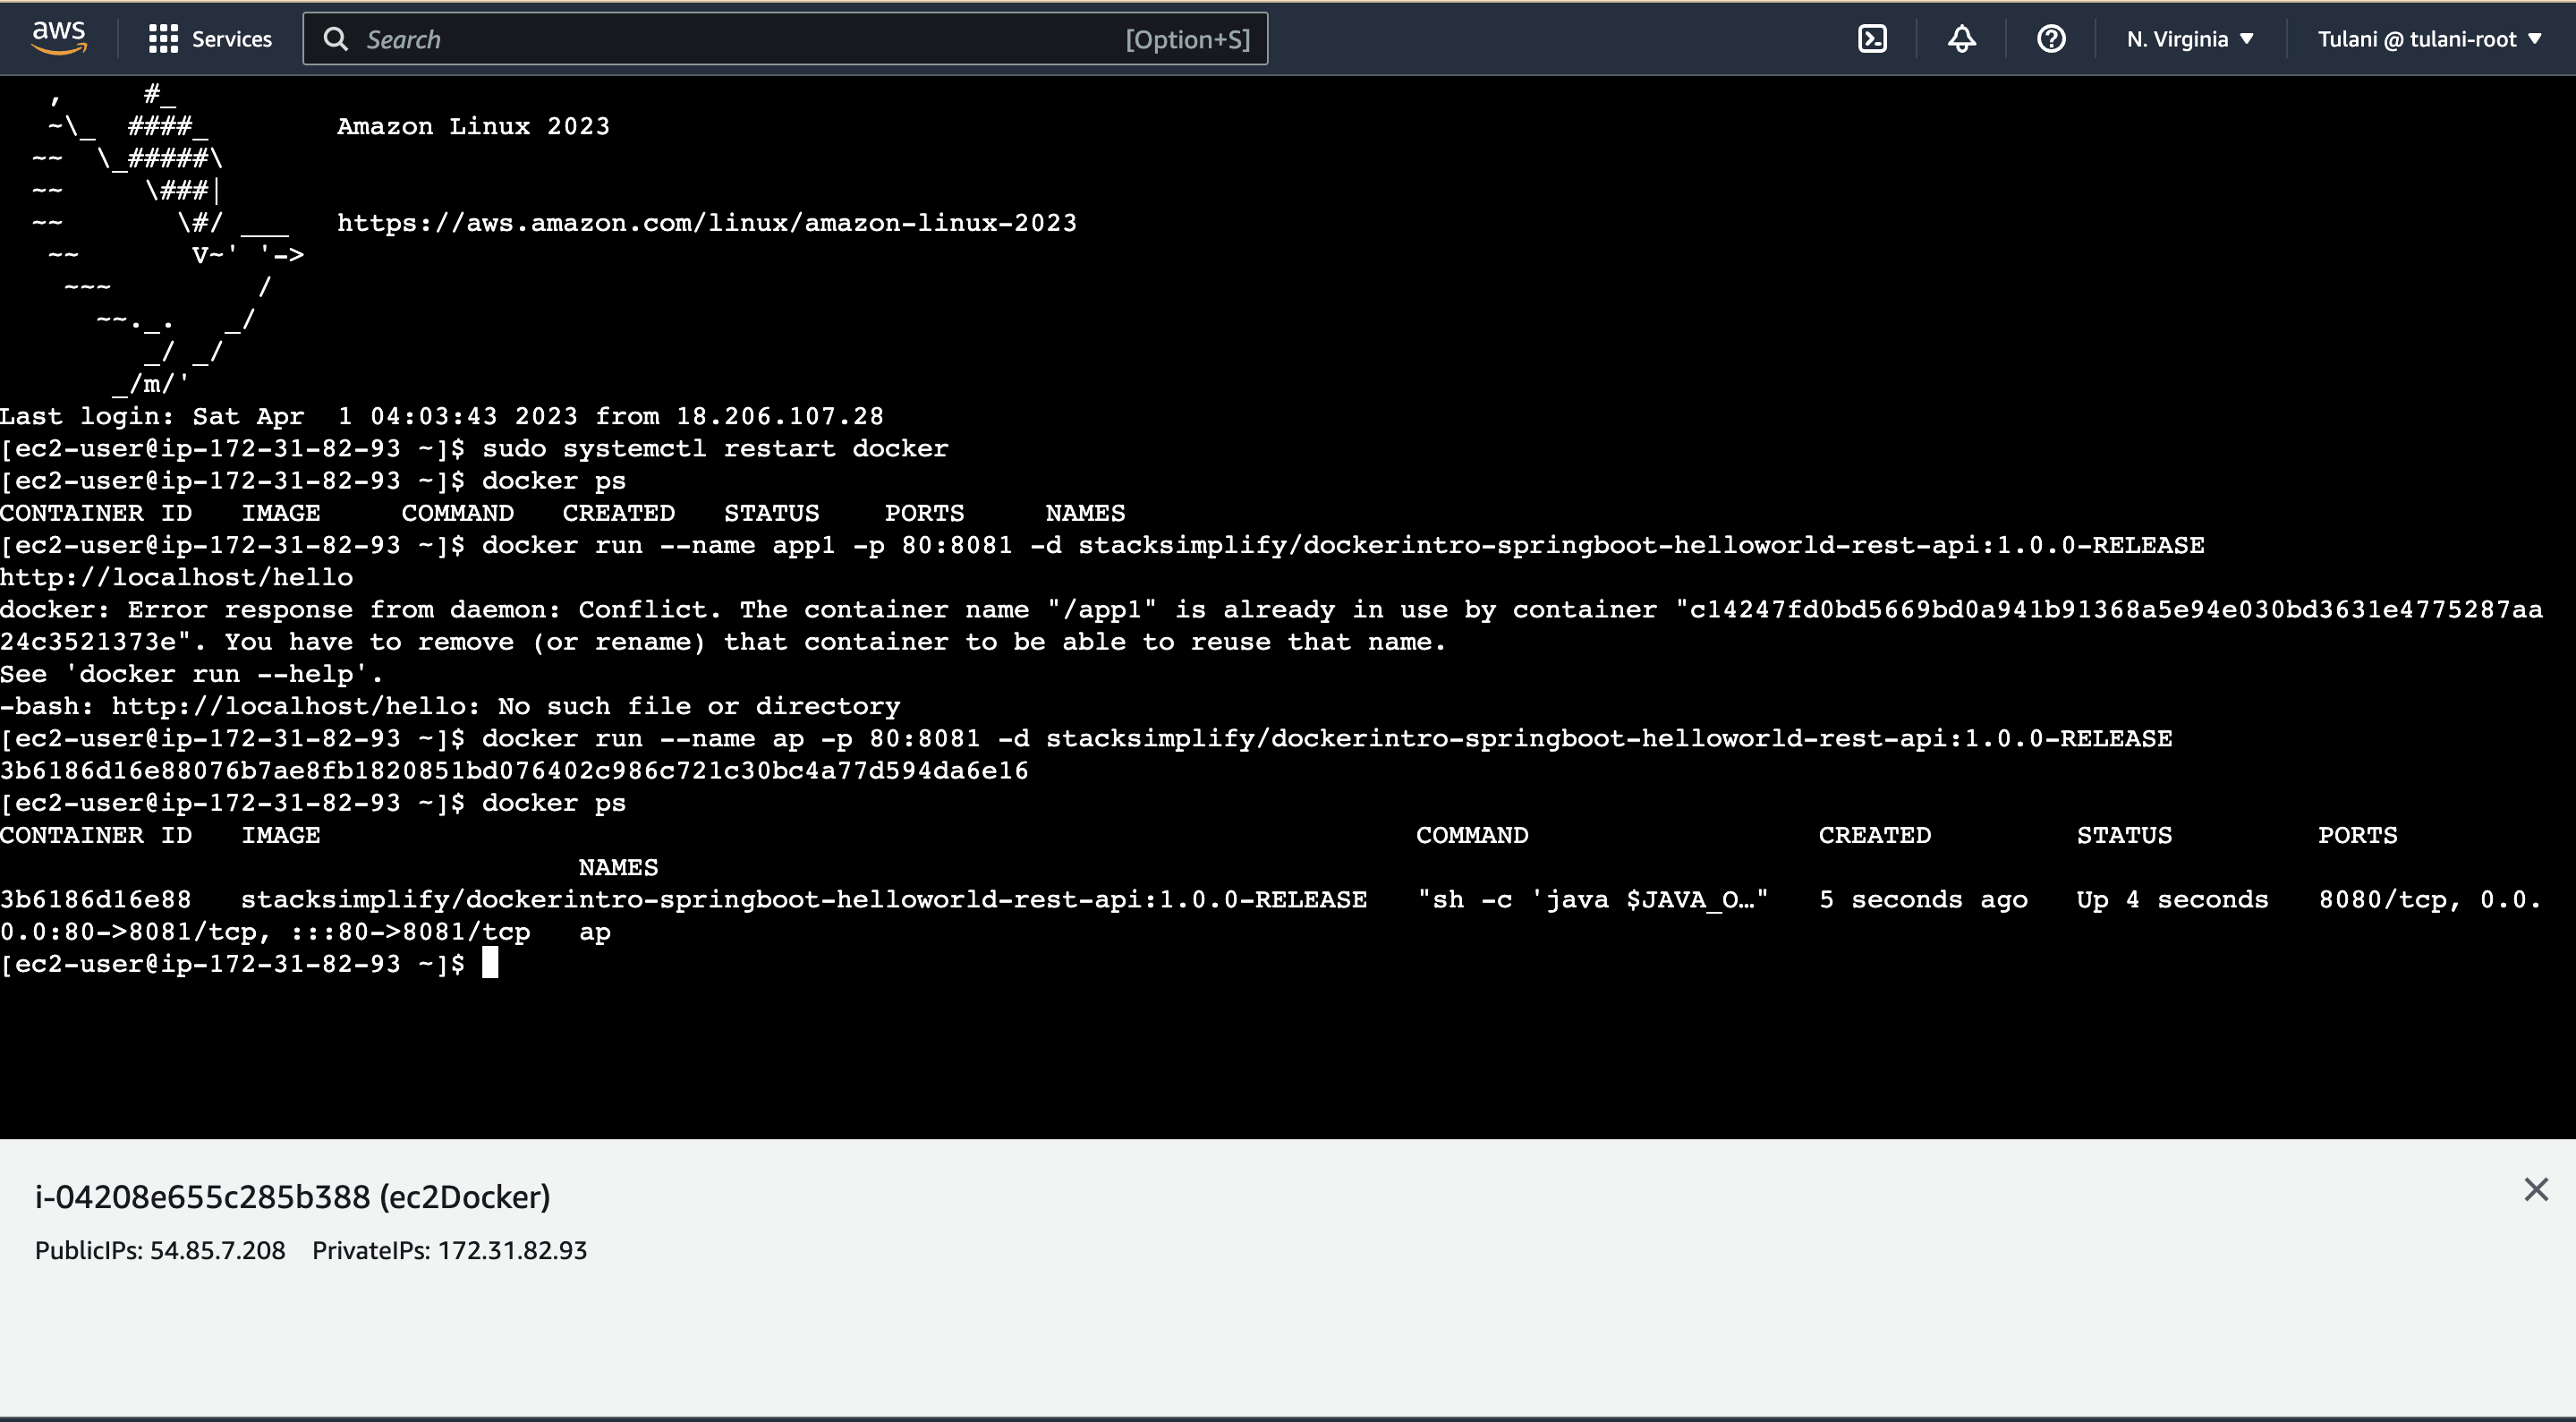 aws Services Search [Option+S] N. Virginia Tulani @ tulani-root
   ,     #_
   ~\_  ####_        Amazon Linux 2023
  ~~  \_#####\
  ~~     \###|
  ~~       \#/ ___   https://aws.amazon.com/linux/amazon-linux-2023
   ~~       V~' '->
    ~~~         /
      ~~._.   _/
         _/ _/
       _/m/'
Last login: Sat Apr  1 04:03:43 2023 from 18.206.107.28
[ec2-user@ip-172-31-82-93 ~]$ sudo systemctl restart docker
[ec2-user@ip-172-31-82-93 ~]$ docker ps
CONTAINER ID   IMAGE     COMMAND   CREATED   STATUS    PORTS     NAMES
[ec2-user@ip-172-31-82-93 ~]$ docker run --name app1 -p 80:8081 -d stacksimplify/dockerintro-springboot-helloworld-rest-api:1.0.0-RELEASE
http://localhost/hello
docker: Error response from daemon: Conflict. The container name "/app1" is already in use by container "c14247fd0bd5669bd0a941b91368a5e94e030bd3631e4775287aa
24c3521373e". You have to remove (or rename) that container to be able to reuse that name.
See 'docker run --help'.
-bash: http://localhost/hello: No such file or directory
[ec2-user@ip-172-31-82-93 ~]$ docker run --name ap -p 80:8081 -d stacksimplify/dockerintro-springboot-helloworld-rest-api:1.0.0-RELEASE
3b6186d16e88076b7ae8fb1820851bd076402c986c721c30bc4a77d594da6e16
[ec2-user@ip-172-31-82-93 ~]$ docker ps
CONTAINER ID   IMAGE                                                                    COMMAND                  CREATED         STATUS         PORTS
                                    NAMES
3b6186d16e88   stacksimplify/dockerintro-springboot-helloworld-rest-api:1.0.0-RELEASE   "sh -c 'java $JAVA_O…"   5 seconds ago   Up 4 seconds   8080/tcp, 0.0.
0.0:80->8081/tcp, :::80->8081/tcp   ap
[ec2-user@ip-172-31-82-93 ~]$
i-04208e655c285b388 (ec2Docker)
PublicIPs: 54.85.7.208 PrivateIPs: 172.31.82.93